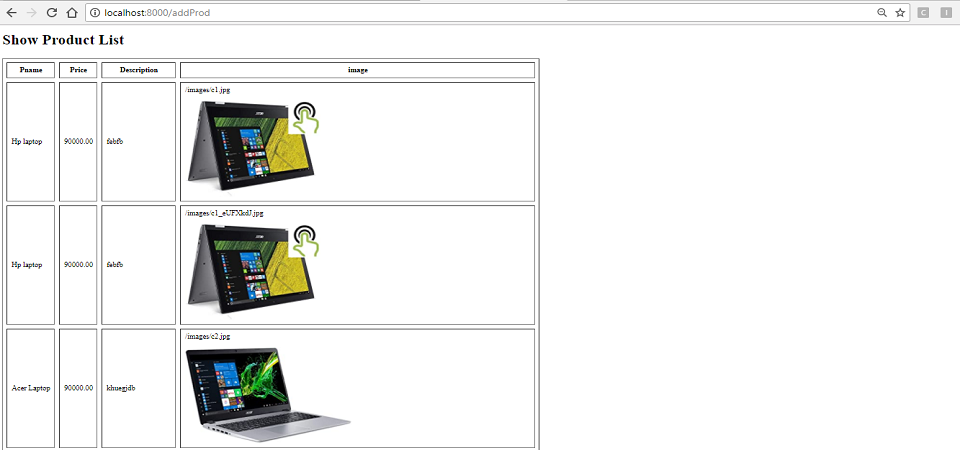 localhost:8000/addProd
Show Product List
Pname Price Description image
/images/c1.jpg
Hp laptop 90000.00 fsbfb
/images/c1_eUFXkdJ.jpg
Hp laptop 90000.00 fsbfb
/images/c2.jpg
Acer Laptop 90000.00 khuegjdb